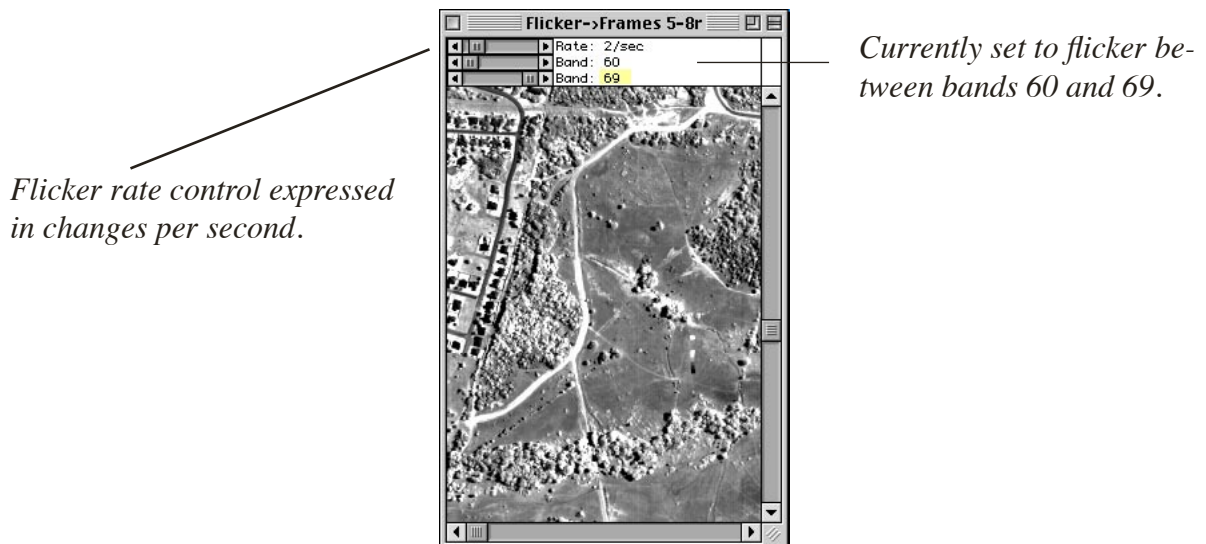 Flicker->Frames 5-8r
Rate: 2/sec
Band: 60
Band: 69
Currently set to flicker be-
tween bands 60 and 69.
Flicker rate control expressed
in changes per second.